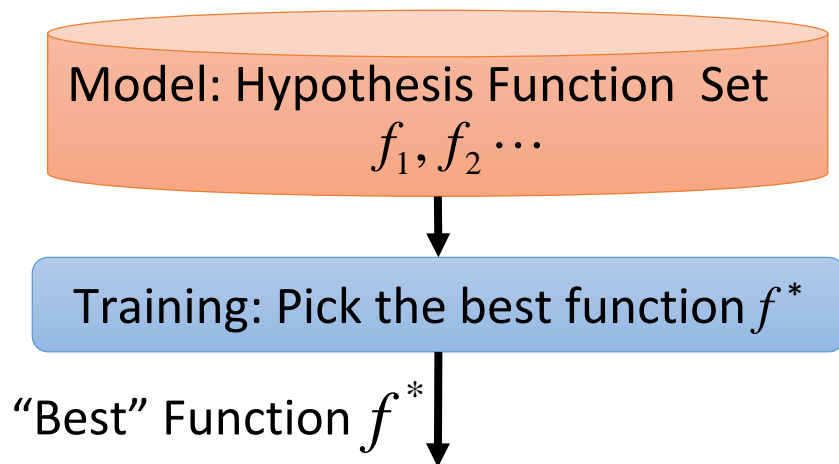 Model: Hypothesis Function Set
f₁, f₂ ⋯
Training: Pick the best function f*
“Best” Function f*